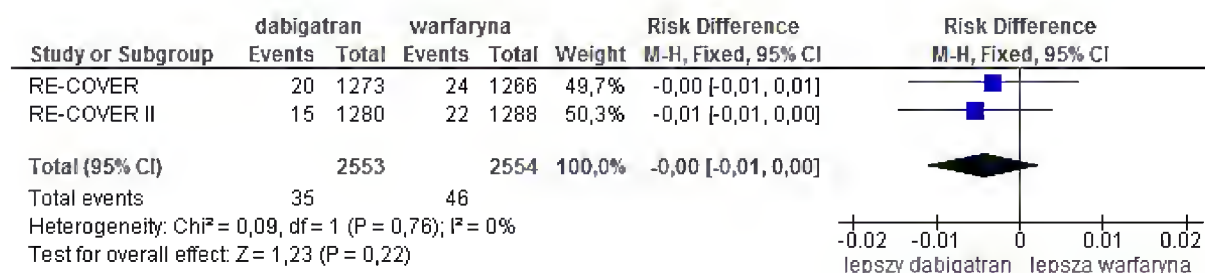 dabigatran warfaryna Risk Difference Risk Difference
Study or Subgroup Events Total Events Total Weight M-H, Fixed, 95% CI M-H, Fixed, 95% CI
RE-COVER 20 1273 24 1266 49,7% -0,00 [-0,01, 0,01]
RE-COVER II 15 1280 22 1288 50,3% -0,01 [-0,01, 0,00]
Total (95% CI) 2553 2554 100,0% -0,00 [-0,01, 0,00]
Total events 35 46
Heterogeneity: Chi² = 0,09, df = 1 (P = 0,76); I² = 0%
Test for overall effect: Z = 1,23 (P = 0,22)
-0.02 -0.01 0 0.01 0.02
lepszy dabigatran lepsza warfaryna